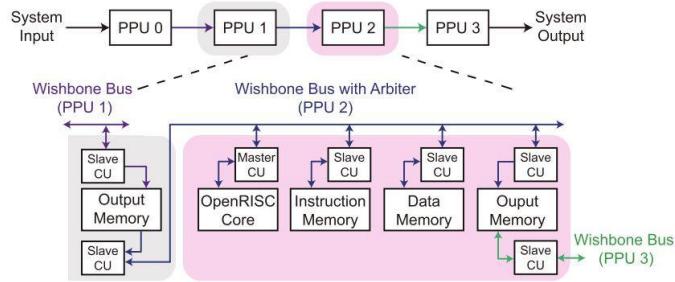 System
Input
PPU 0
PPU 1
PPU 2
PPU 3
System
Output
Wishbone Bus
(PPU 1)
Wishbone Bus with Arbiter
(PPU 2)
Slave
CU
Output
Memory
Slave
CU
Master
CU
OpenRISC
Core
Slave
CU
Instruction
Memory
Slave
CU
Data
Memory
Slave
CU
Ouput
Memory
Slave
CU
Wishbone Bus
(PPU 3)